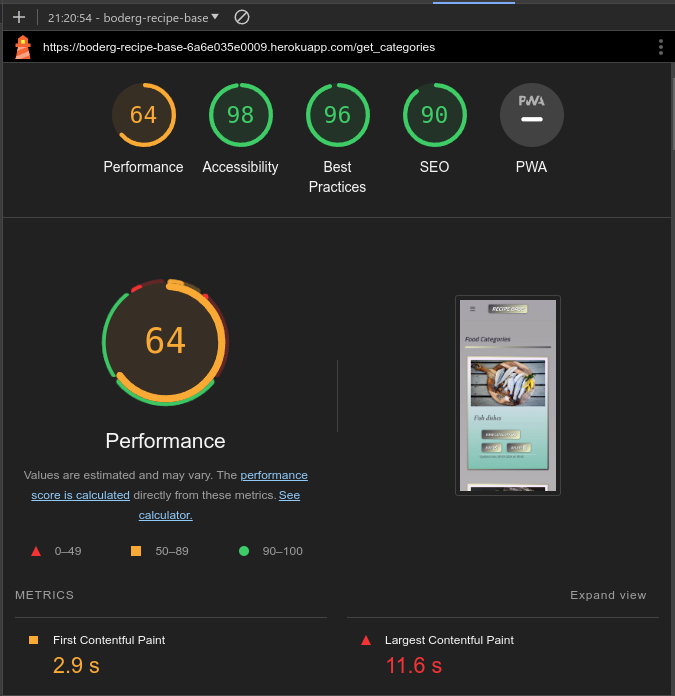 21:20:54 - boderg-recipe-base
https://boderg-recipe-base-6a6e035e0009.herokuapp.com/get_categories
64
98
96
90
PWA
Performance
Accessibility
Best
Practices
SEO
PWA
64
RECIPE BASE
Food Categories
Fish dishes
Performance
Values are estimated and may vary. The performance
score is calculated directly from these metrics. See
calculator.
0–49
50–89
90–100
METRICS
Expand view
First Contentful Paint
2.9 s
Largest Contentful Paint
11.6 s